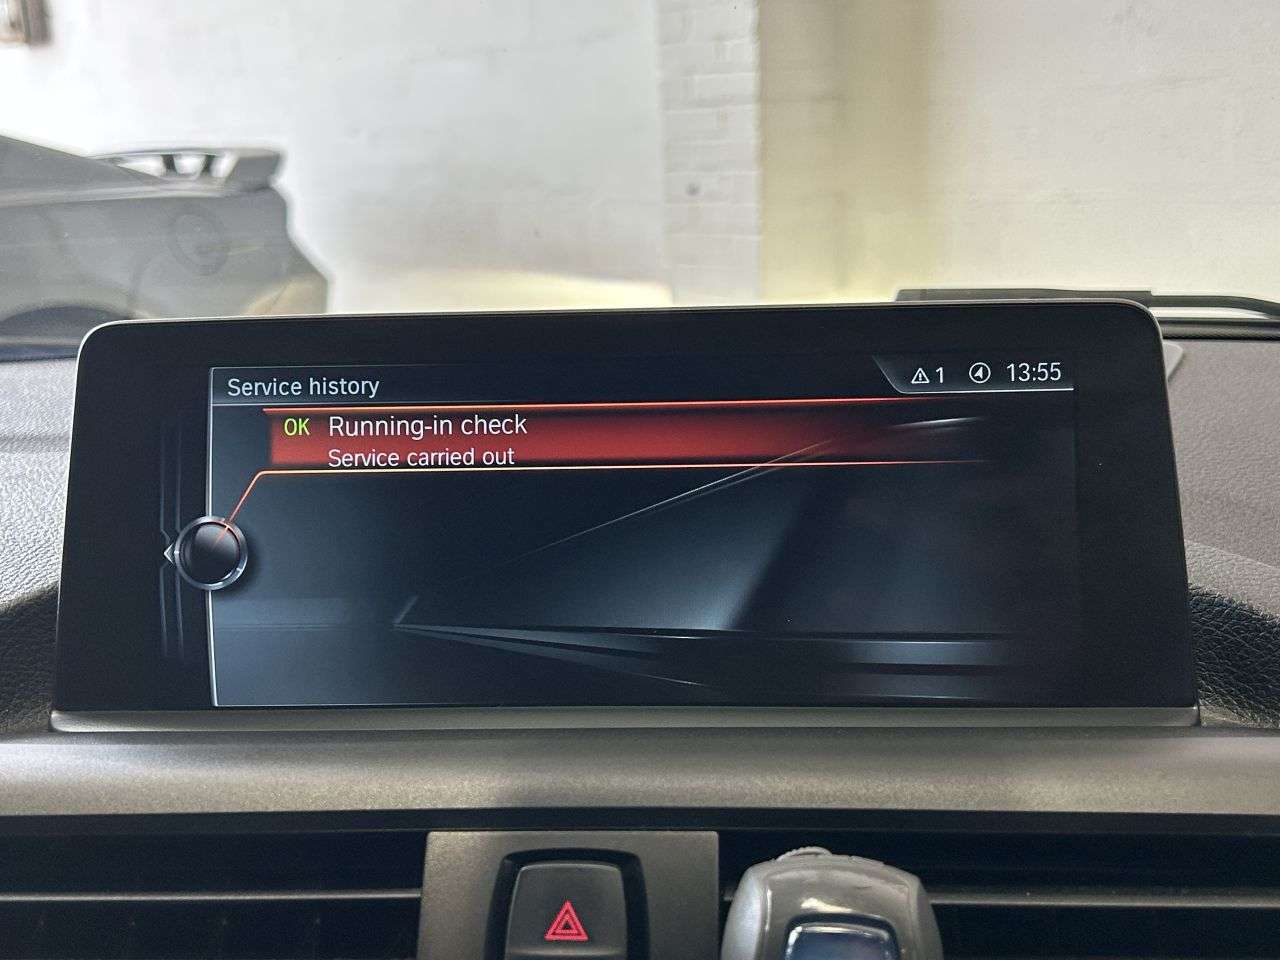 Service history
1 13:55
OK Running-in check
Service carried out